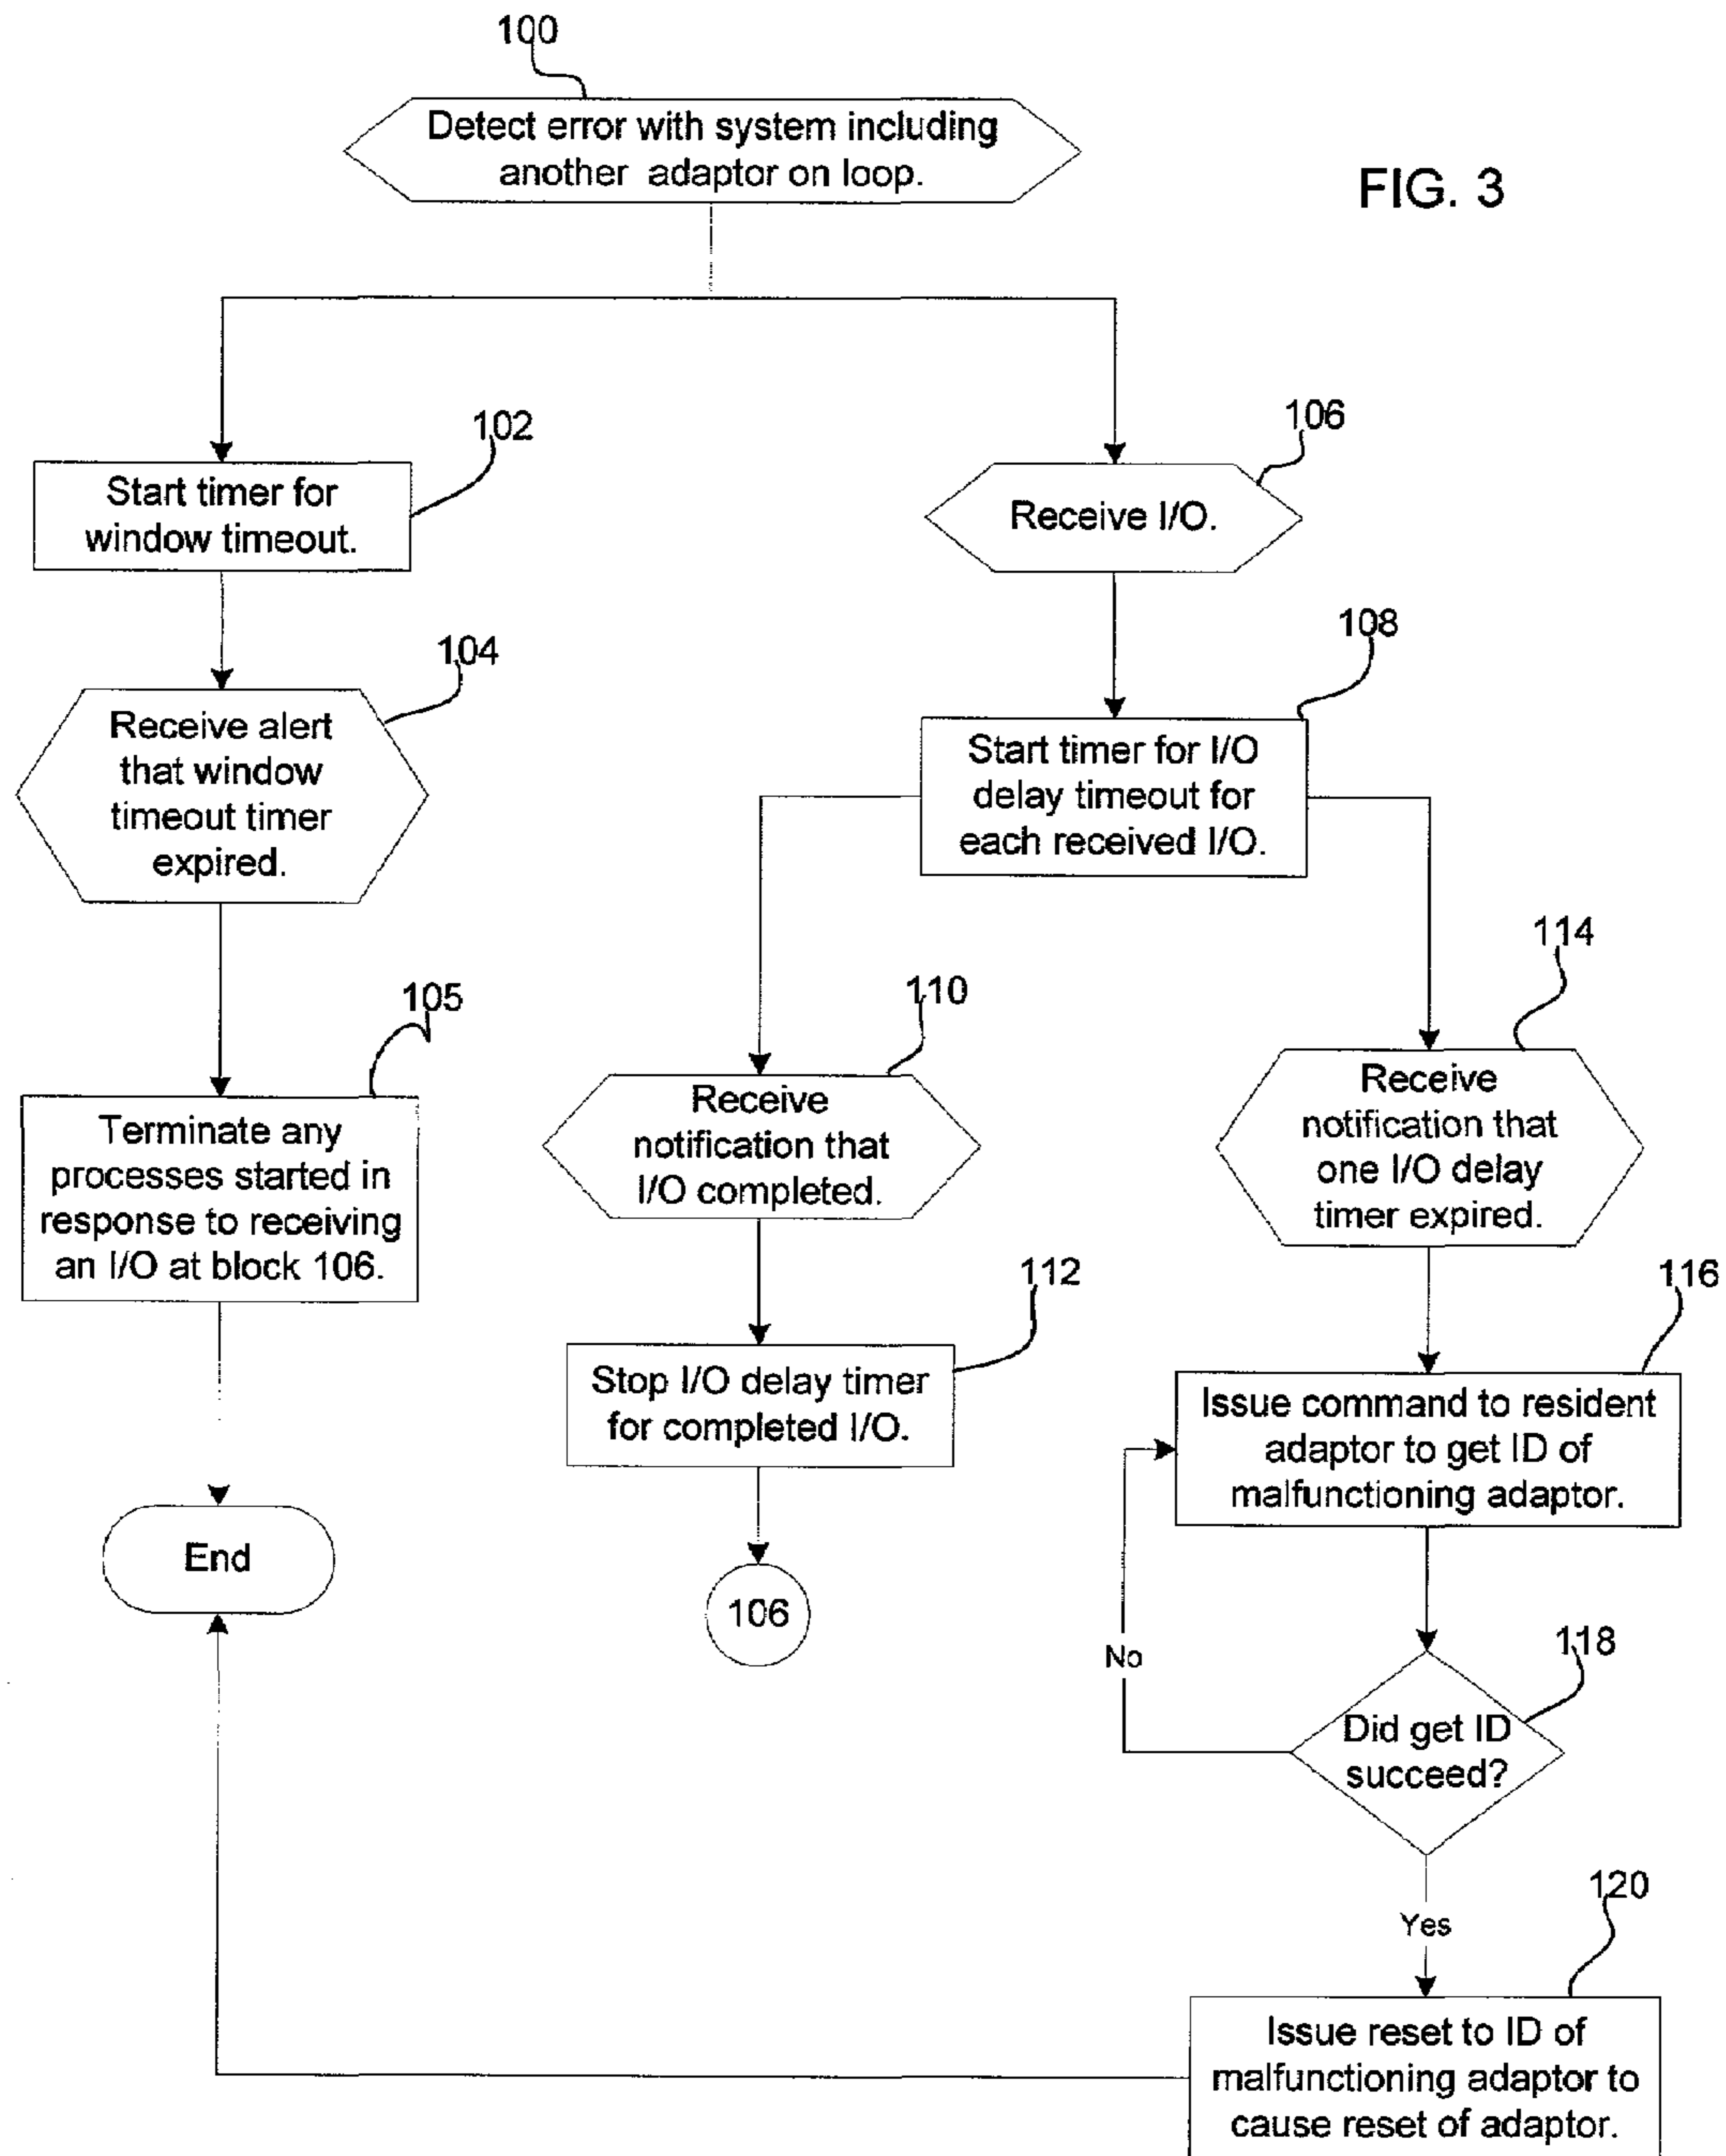 100
Detect error with system including
another adaptor on loop.
FIG. 3
102
Start timer for
window timeout.
106
Receive I/O.
104
Receive alert
that window
timeout timer
expired.
108
Start timer for I/O
delay timeout for
each received I/O.
105
Terminate any
processes started in
response to receiving
an I/O at block 106.
110
Receive
notification that
I/O completed.
114
Receive
notification that
one I/O delay
timer expired.
112
Stop I/O delay timer
for completed I/O.
116
Issue command to resident
adaptor to get ID of
malfunctioning adaptor.
End
106
No
118
Did get ID
succeed?
Yes
120
Issue reset to ID of
malfunctioning adaptor to
cause reset of adaptor.